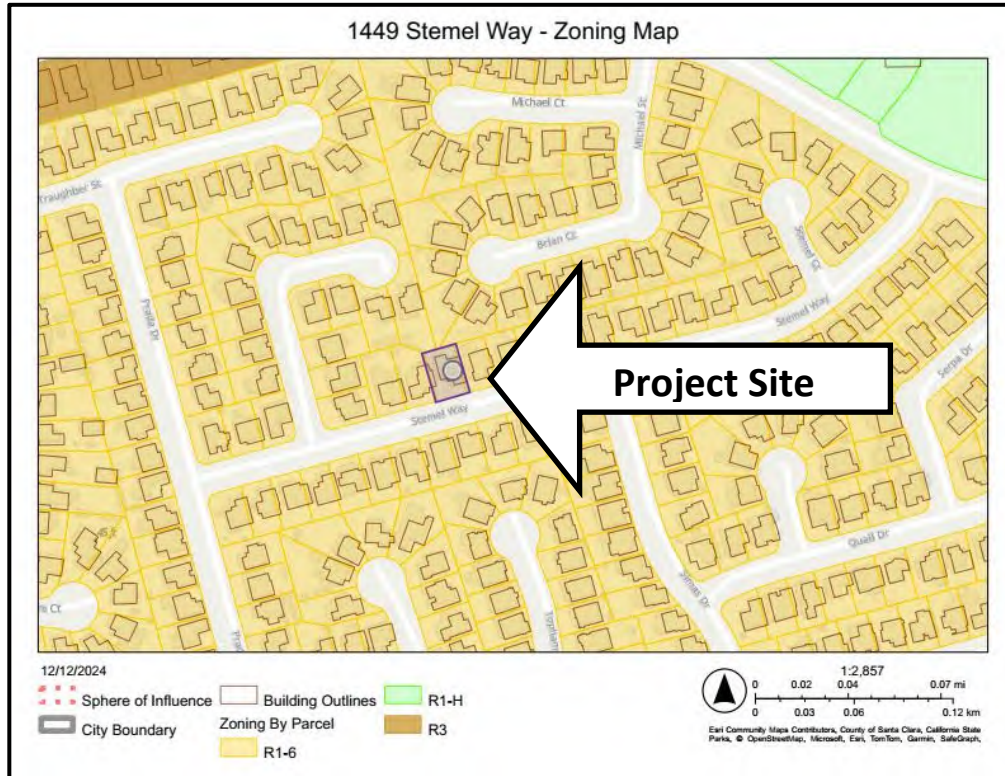 1449 Stemel Way - Zoning Map
Michael Ct
Michael St
Traughber St
Brian Ct
Stemel Ct
Stemel Way
Prada Dr
Serpa Dr
Project Site
Stemel Way
Quail Dr
Simas Dr
Ct
12/12/2024
Sphere of Influence
Building Outlines
R1-H
City Boundary
Zoning By Parcel
R3
R1-6
1:2,857
0 0.02 0.04 0.07 mi
0 0.03 0.06 0.12 km
Esri Community Maps Contributors, County of Santa Clara, California State
Parks, © OpenStreetMap, Microsoft, Esri, TomTom, Garmin, SafeGraph,